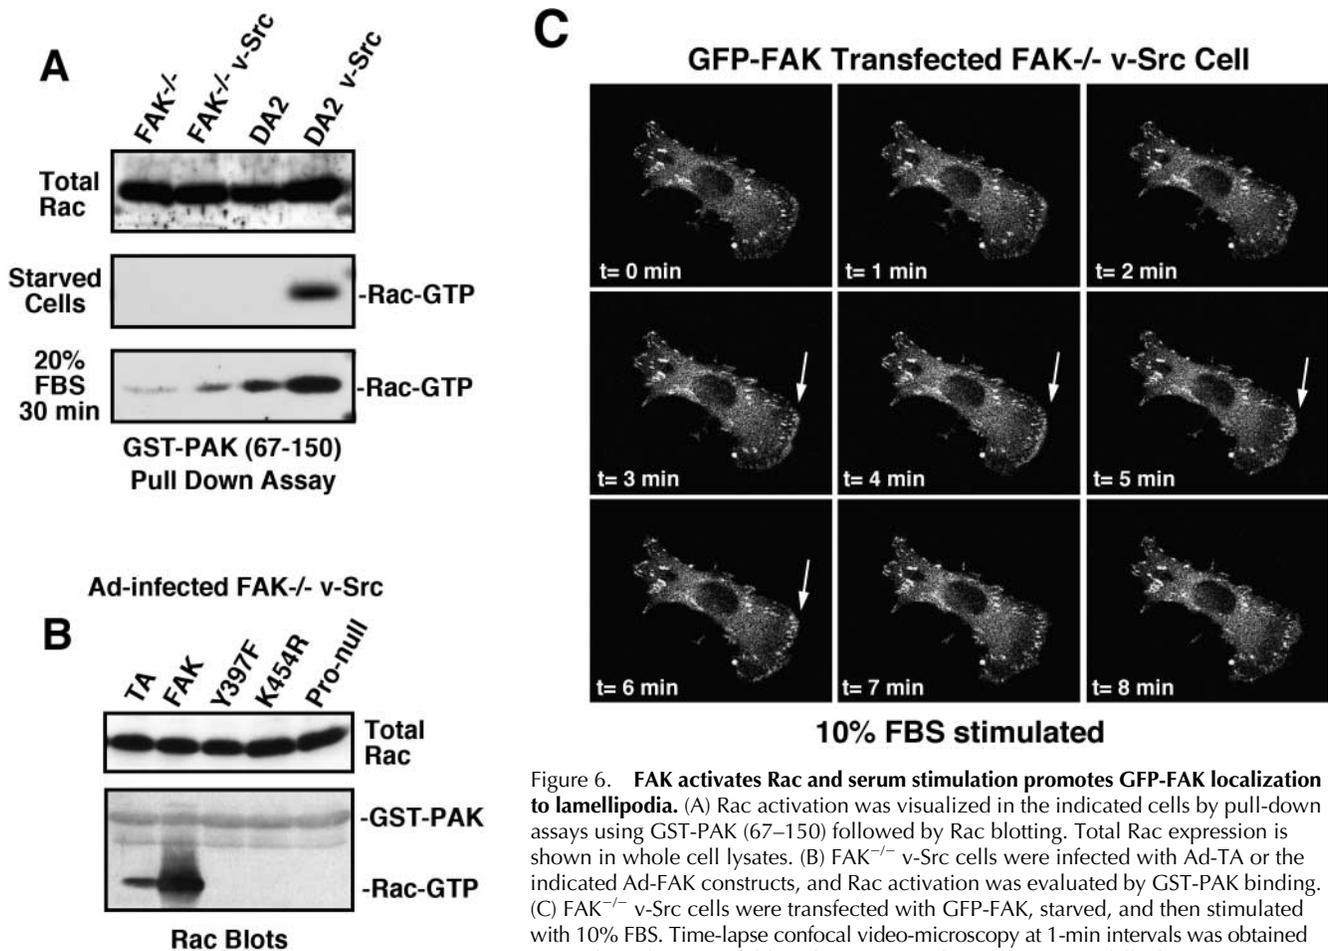 A
FAK-/-
FAK-/- v-Src
DA2
DA2 v-Src
Total
Rac
Starved
Cells
-Rac-GTP
20%
FBS
30 min
-Rac-GTP
GST-PAK (67-150)
Pull Down Assay
Ad-infected FAK-/- v-Src
B
TA
FAK
Y397F
K454R
Pro-null
Total
Rac
-GST-PAK
-Rac-GTP
Rac Blots
C
GFP-FAK Transfected FAK-/- v-Src Cell
t= 0 min
t= 1 min
t= 2 min
t= 3 min
t= 4 min
t= 5 min
t= 6 min
t= 7 min
t= 8 min
10% FBS stimulated
Figure 6. FAK activates Rac and serum stimulation promotes GFP-FAK localization
to lamellipodia. (A) Rac activation was visualized in the indicated cells by pull-down
assays using GST-PAK (67–150) followed by Rac blotting. Total Rac expression is
shown in whole cell lysates. (B) FAK−/− v-Src cells were infected with Ad-TA or the
indicated Ad-FAK constructs, and Rac activation was evaluated by GST-PAK binding.
(C) FAK−/− v-Src cells were transfected with GFP-FAK, starved, and then stimulated
with 10% FBS. Time-lapse confocal video-microscopy at 1-min intervals was obtained